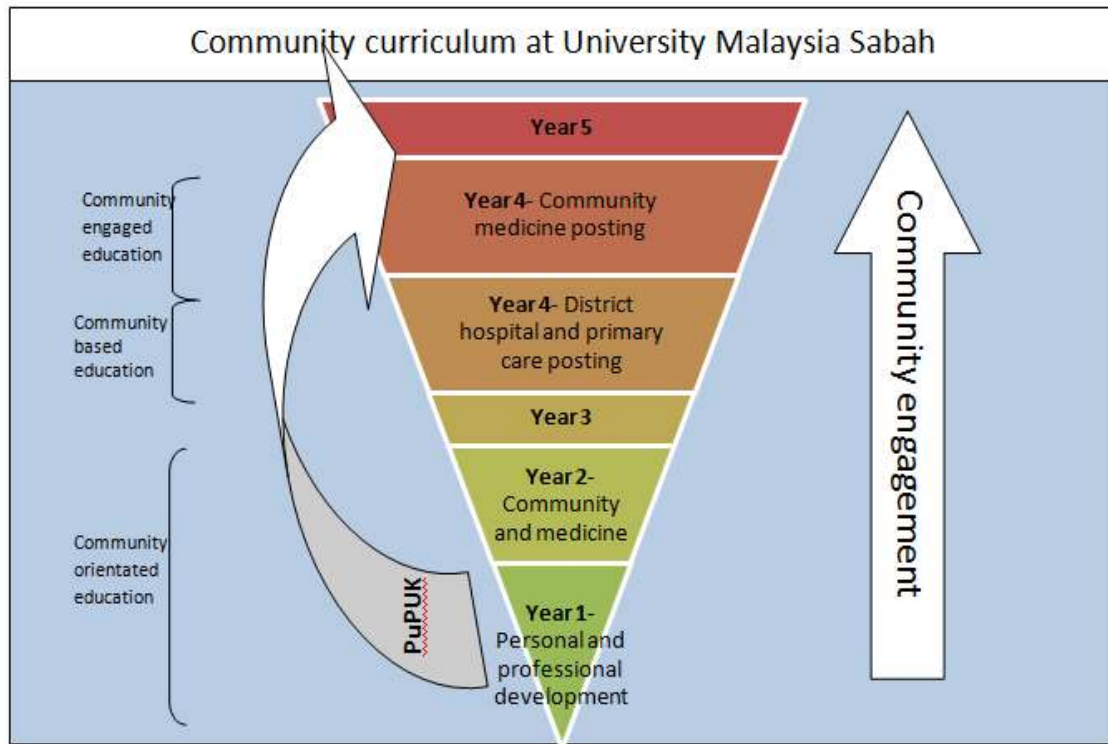 Community curriculum at University Malaysia Sabah
Year 5
Community
engaged
education
Year 4- Community
medicine posting
Community
based
education
Year 4- District
hospital and primary
care posting
Year 3
Year 2-
Community
and medicine
Community
orientated
education
PuPUK
Year 1-
Personal and
professional
development
Community engagement